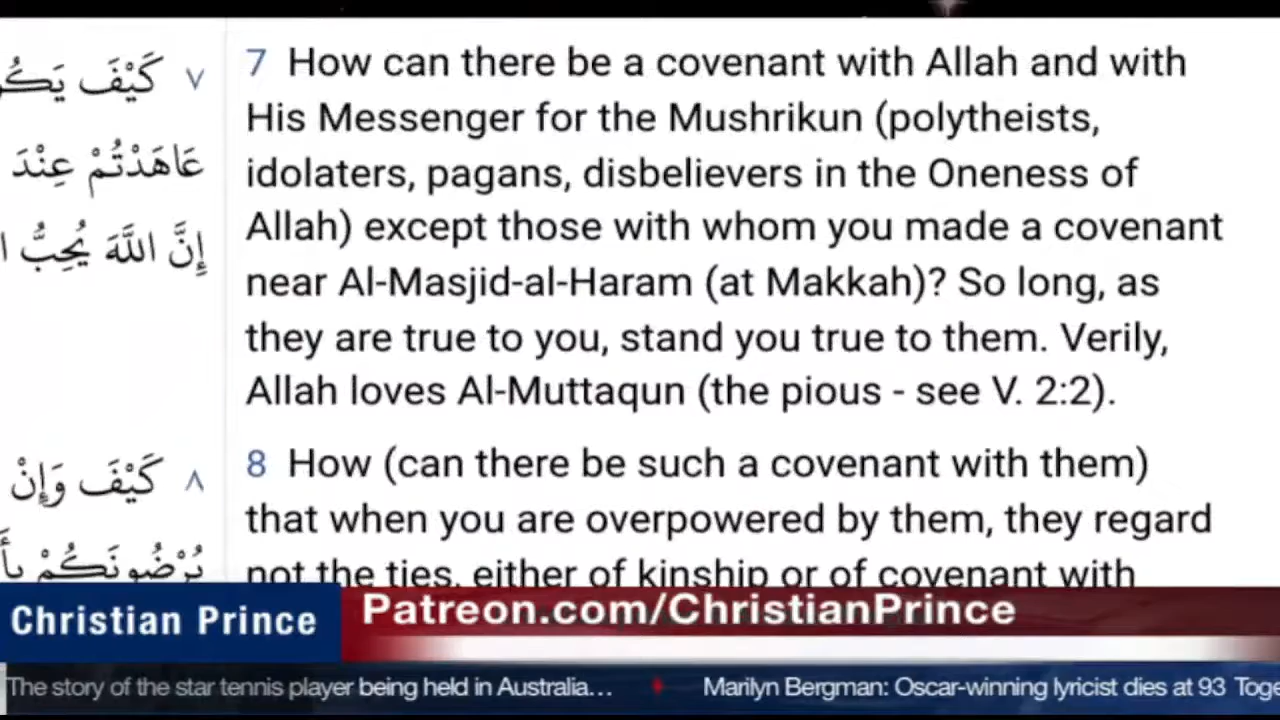 7 How can there be a covenant with Allah and with
His Messenger for the Mushrikun (polytheists,
idolaters, pagans, disbelievers in the Oneness of
Allah) except those with whom you made a covenant
near Al-Masjid-al-Haram (at Makkah)? So long, as
they are true to you, stand you true to them. Verily,
Allah loves Al-Muttaqun (the pious - see V. 2:2).
8 How (can there be such a covenant with them)
that when you are overpowered by them, they regard
not the ties, either of kinship or of covenant with
٧ كَيْفَ
عَاهَدْتُمْ عِنْدَ
إِنَّ اللَّهَ يُحِبُّ
٨ كَيْفَ وَإِنْ
يُرْضُونَكُمْ
Christian Prince
Patreon.com/ChristianPrince
The story of the star tennis player being held in Australia... Marilyn Bergman: Oscar-winning lyricist dies at 93 Toge